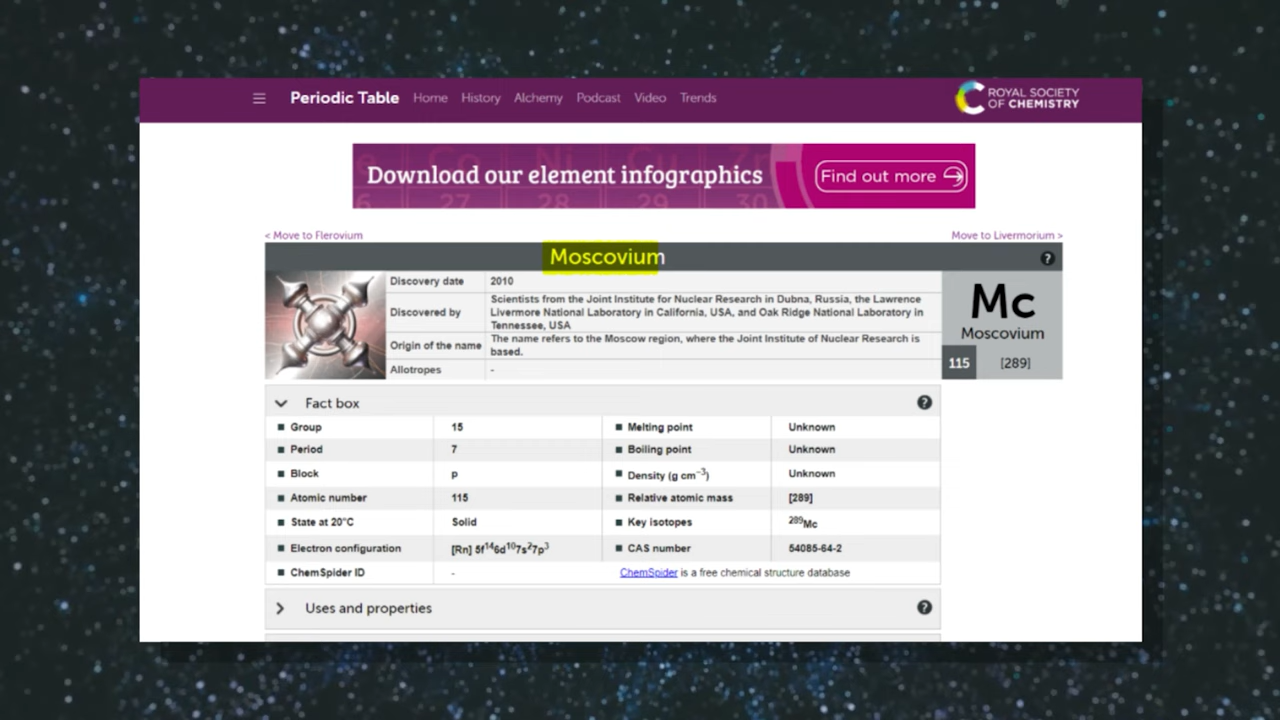 Periodic Table Home History Alchemy Podcast Video Trends
ROYAL SOCIETY
OF CHEMISTRY
Download our element infographics
Find out more
27 28 29 30
< Move to Flerovium
Move to Livermorium >
Moscovium
?
Discovery date 2010
Discovered by Scientists from the Joint Institute for Nuclear Research in Dubna, Russia, the Lawrence
Livermore National Laboratory in California, USA, and Oak Ridge National Laboratory in
Tennessee, USA
Origin of the name The name refers to the Moscow region, where the Joint Institute of Nuclear Research is
based.
Allotropes -
Mc
Moscovium
115 [289]
Fact box ?
Group 15 Melting point Unknown
Period 7 Boiling point Unknown
Block p Density (g cm⁻³) Unknown
Atomic number 115 Relative atomic mass [289]
State at 20°C Solid Key isotopes ²⁸⁹Mc
Electron configuration [Rn] 5f¹⁴6d¹⁰7s²7p³ CAS number 54085-64-2
ChemSpider ID - ChemSpider is a free chemical structure database
Uses and properties ?